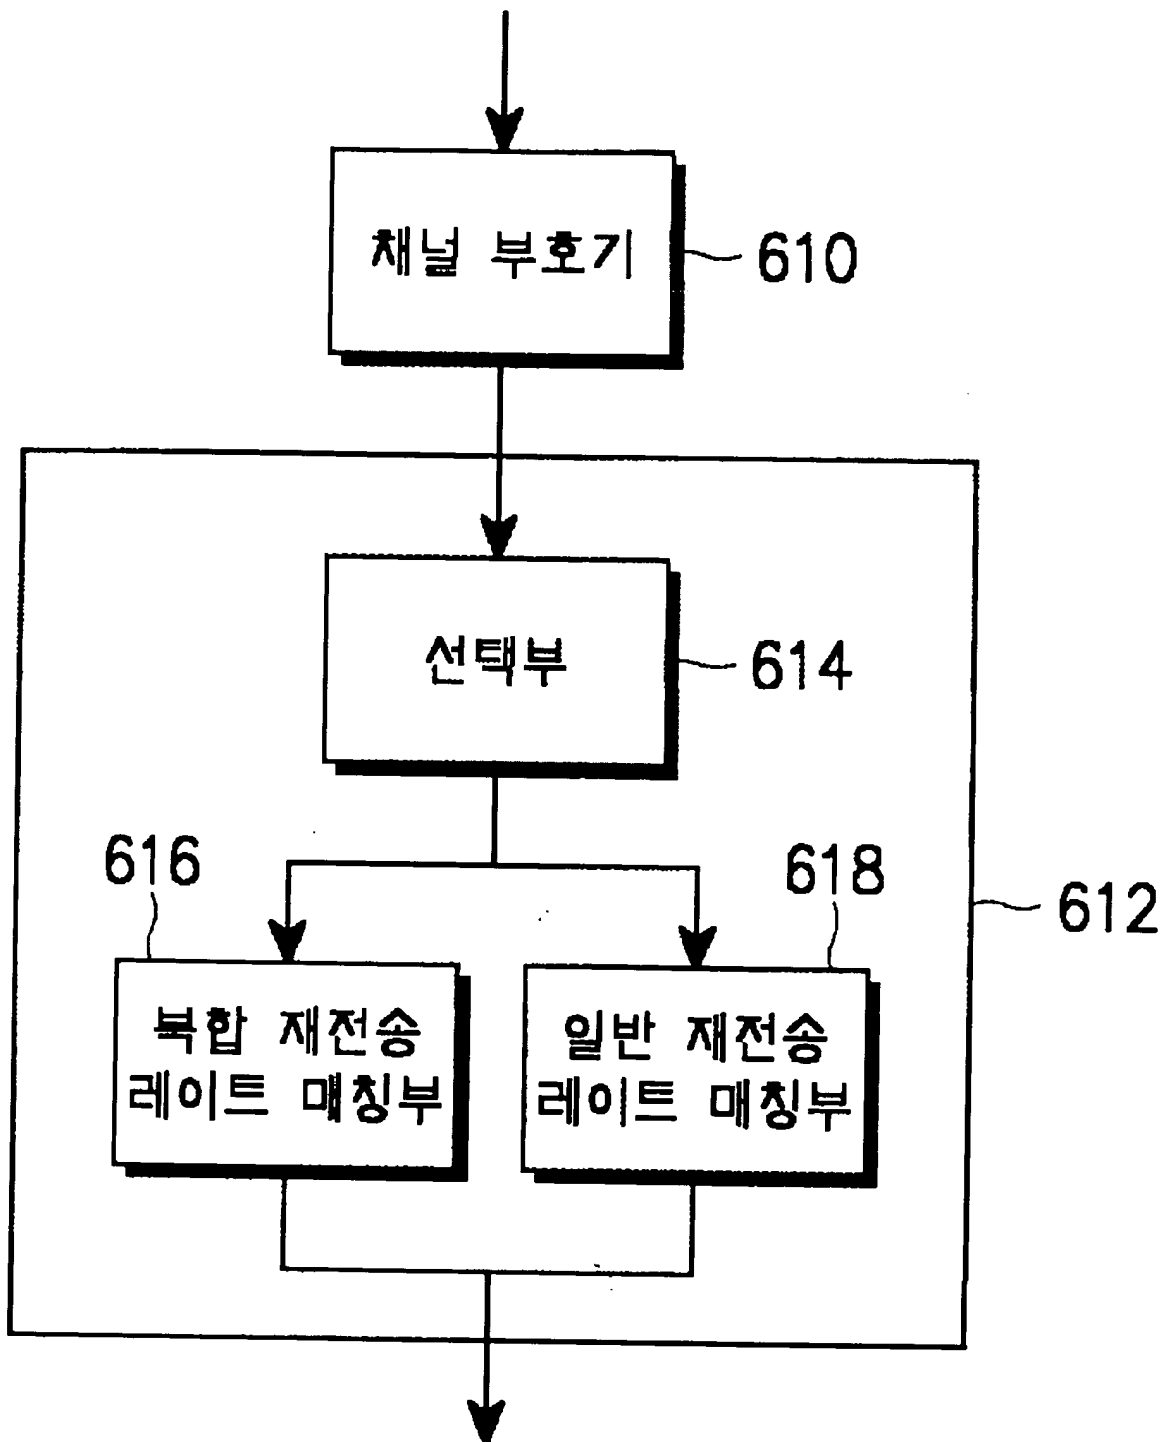 채널 부호기
610
선택부
614
616
618
612
복합 재전송
레이트 매칭부
일반 재전송
레이트 매칭부